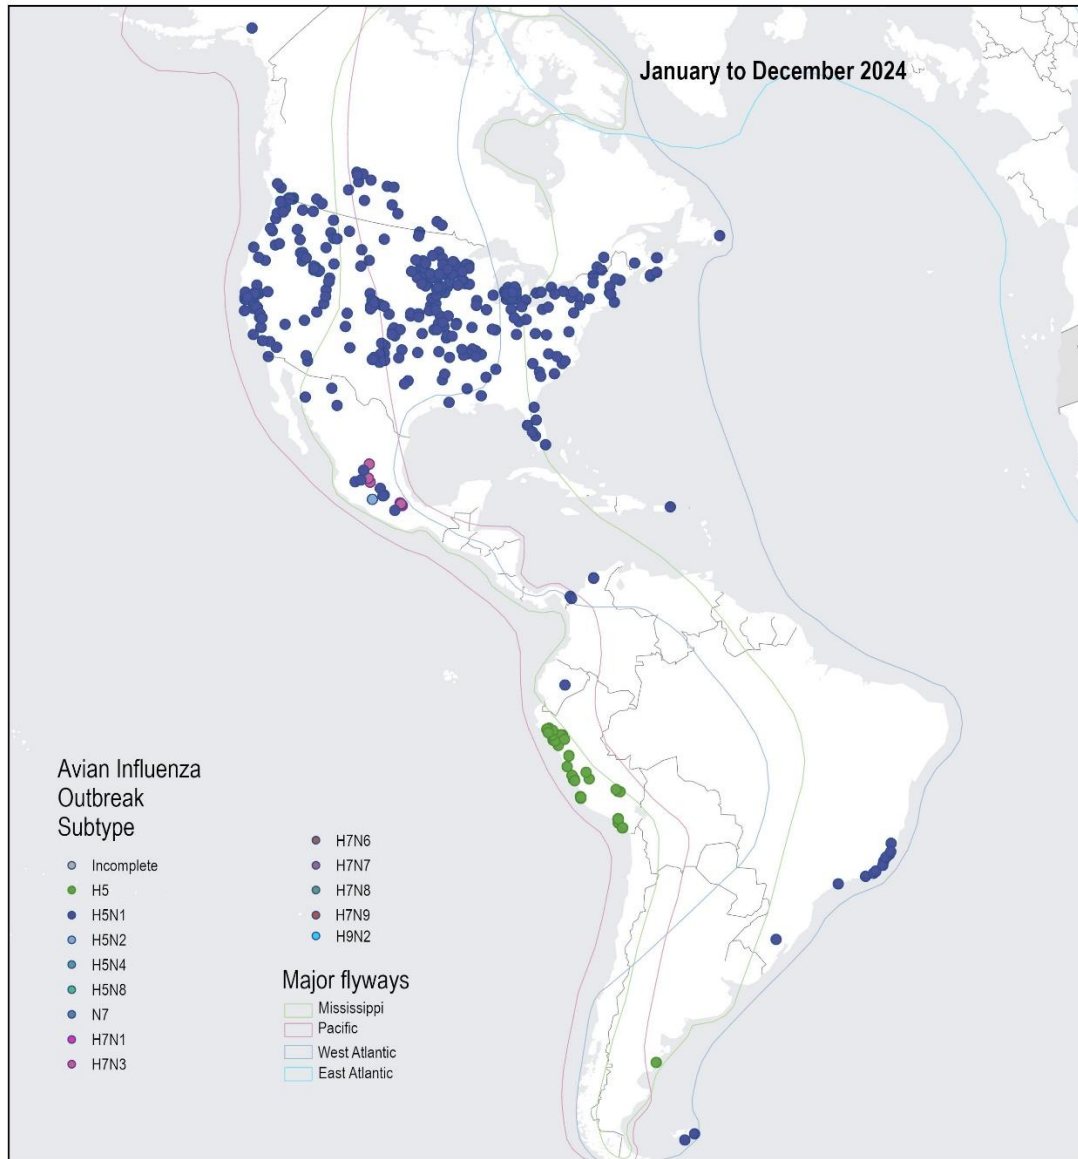 January to December 2024
Avian Influenza
Outbreak
Subtype
Incomplete
H5
H5N1
H5N2
H5N4
H5N8
N7
H7N1
H7N3
H7N6
H7N7
H7N8
H7N9
H9N2
Major flyways
Mississippi
Pacific
West Atlantic
East Atlantic